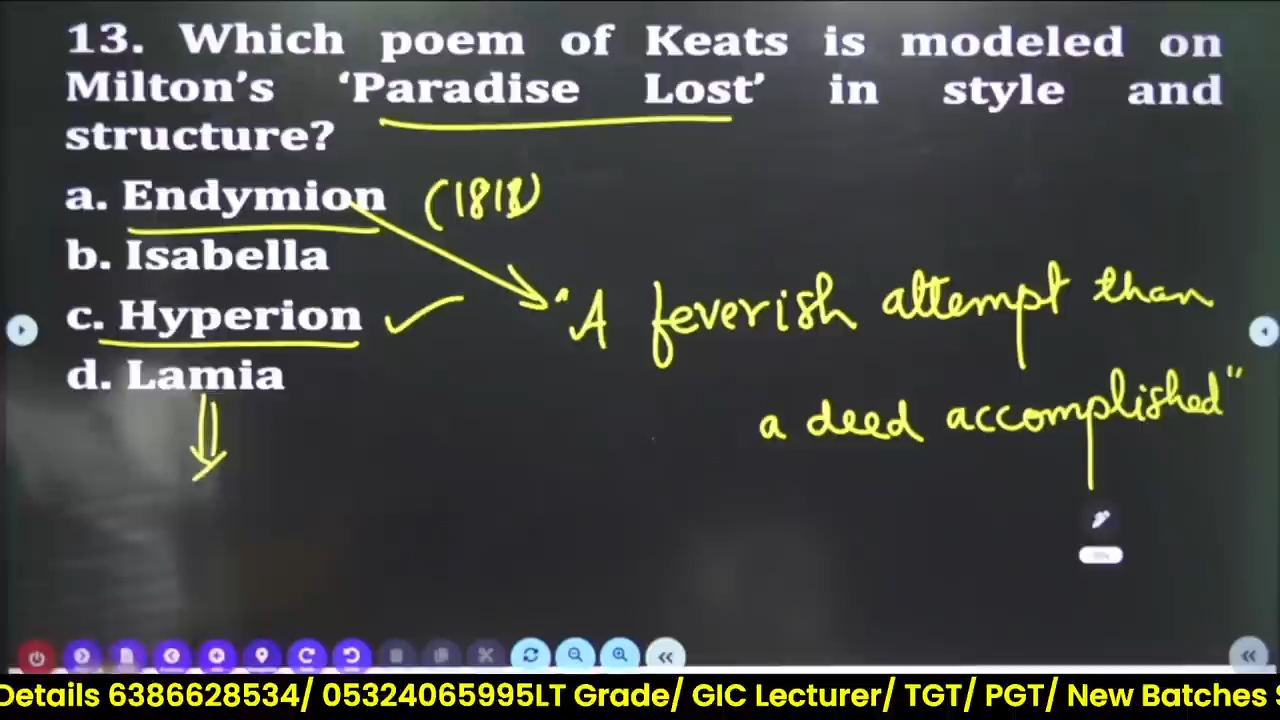 13. Which poem of Keats is modeled on
Milton's 'Paradise Lost' in style and
structure?
a. Endymion (1818)
b. Isabella
c. Hyperion
d. Lamia
"A feverish attempt than
a deed accomplished"
Details 6386628534/ 05324065995LT Grade/ GIC Lecturer/ TGT/ PGT/ New Batches S